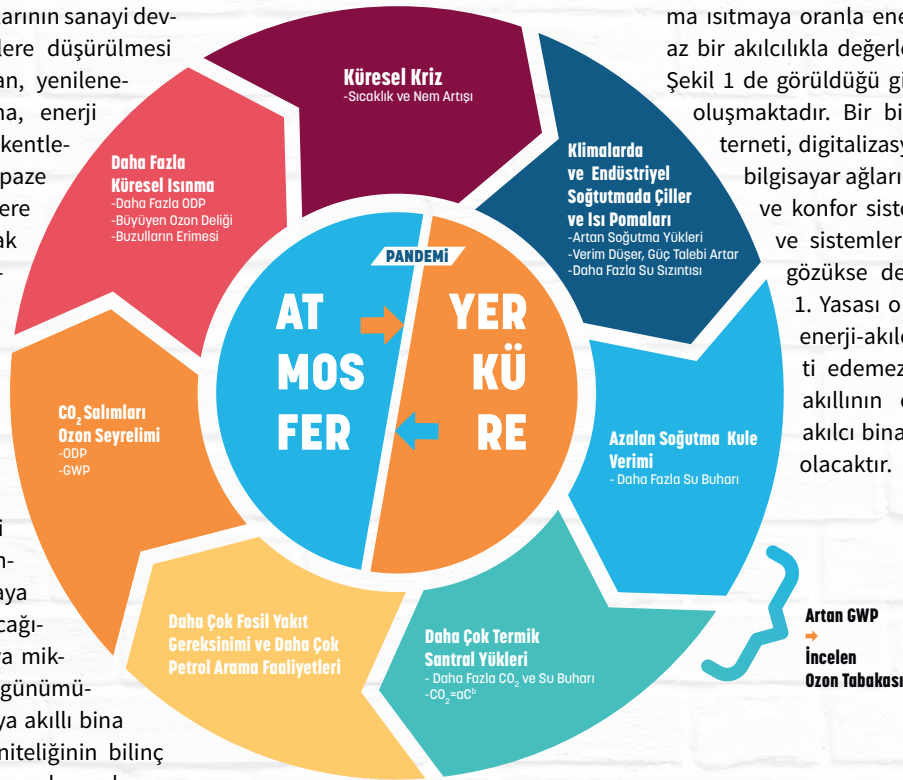 arının sanayi dev-
lere düşürülmesi
an, yenilene-
na, enerji
kentle-
paze
ere
ak
i
n-
aya
cağı-
a mik-
günümü-
ya akıllı bina
niteliğinin bilinç
Küresel Kriz
-Sıcaklık ve Nem Artışı
Klimalarda
ve Endüstriyel
Soğutmada Çiller
ve Isı Pomaları
-Artan Soğutma Yükleri
-Verim Düşer, Güç Talebi Artar
-Daha Fazla Su Sızıntısı
Azalan Soğutma Kule
Verimi
- Daha Fazla Su Buharı
Daha Çok Termik
Santral Yükleri
- Daha Fazla CO₂ ve Su Buharı
-CO₂=aCᵇ
Daha Çok Fosil Yakıt
Gereksinimi ve Daha Çok
Petrol Arama Faaliyetleri
CO₂ Salımları
Ozon Seyrelimi
-ODP
-GWP
Daha Fazla
Küresel Isınma
-Daha Fazla ODP
-Büyüyen Ozon Deliği
-Buzulların Erimesi
PANDEMİ
AT
MOS
FER
YER
KÜ
RE
Artan GWP
➞
İncelen
Ozon Tabakası
ma ısıtmaya oranla ene
az bir akılcılıkla değerle
Şekil 1 de görüldüğü gi
oluşmaktadır. Bir bi
terneti, digitalizasy
bilgisayar ağları
ve konfor siste
ve sistemler
gözükse de
1. Yasası o
enerji-akılc
ti edemez
akıllının
akılcı bina
olacaktır.